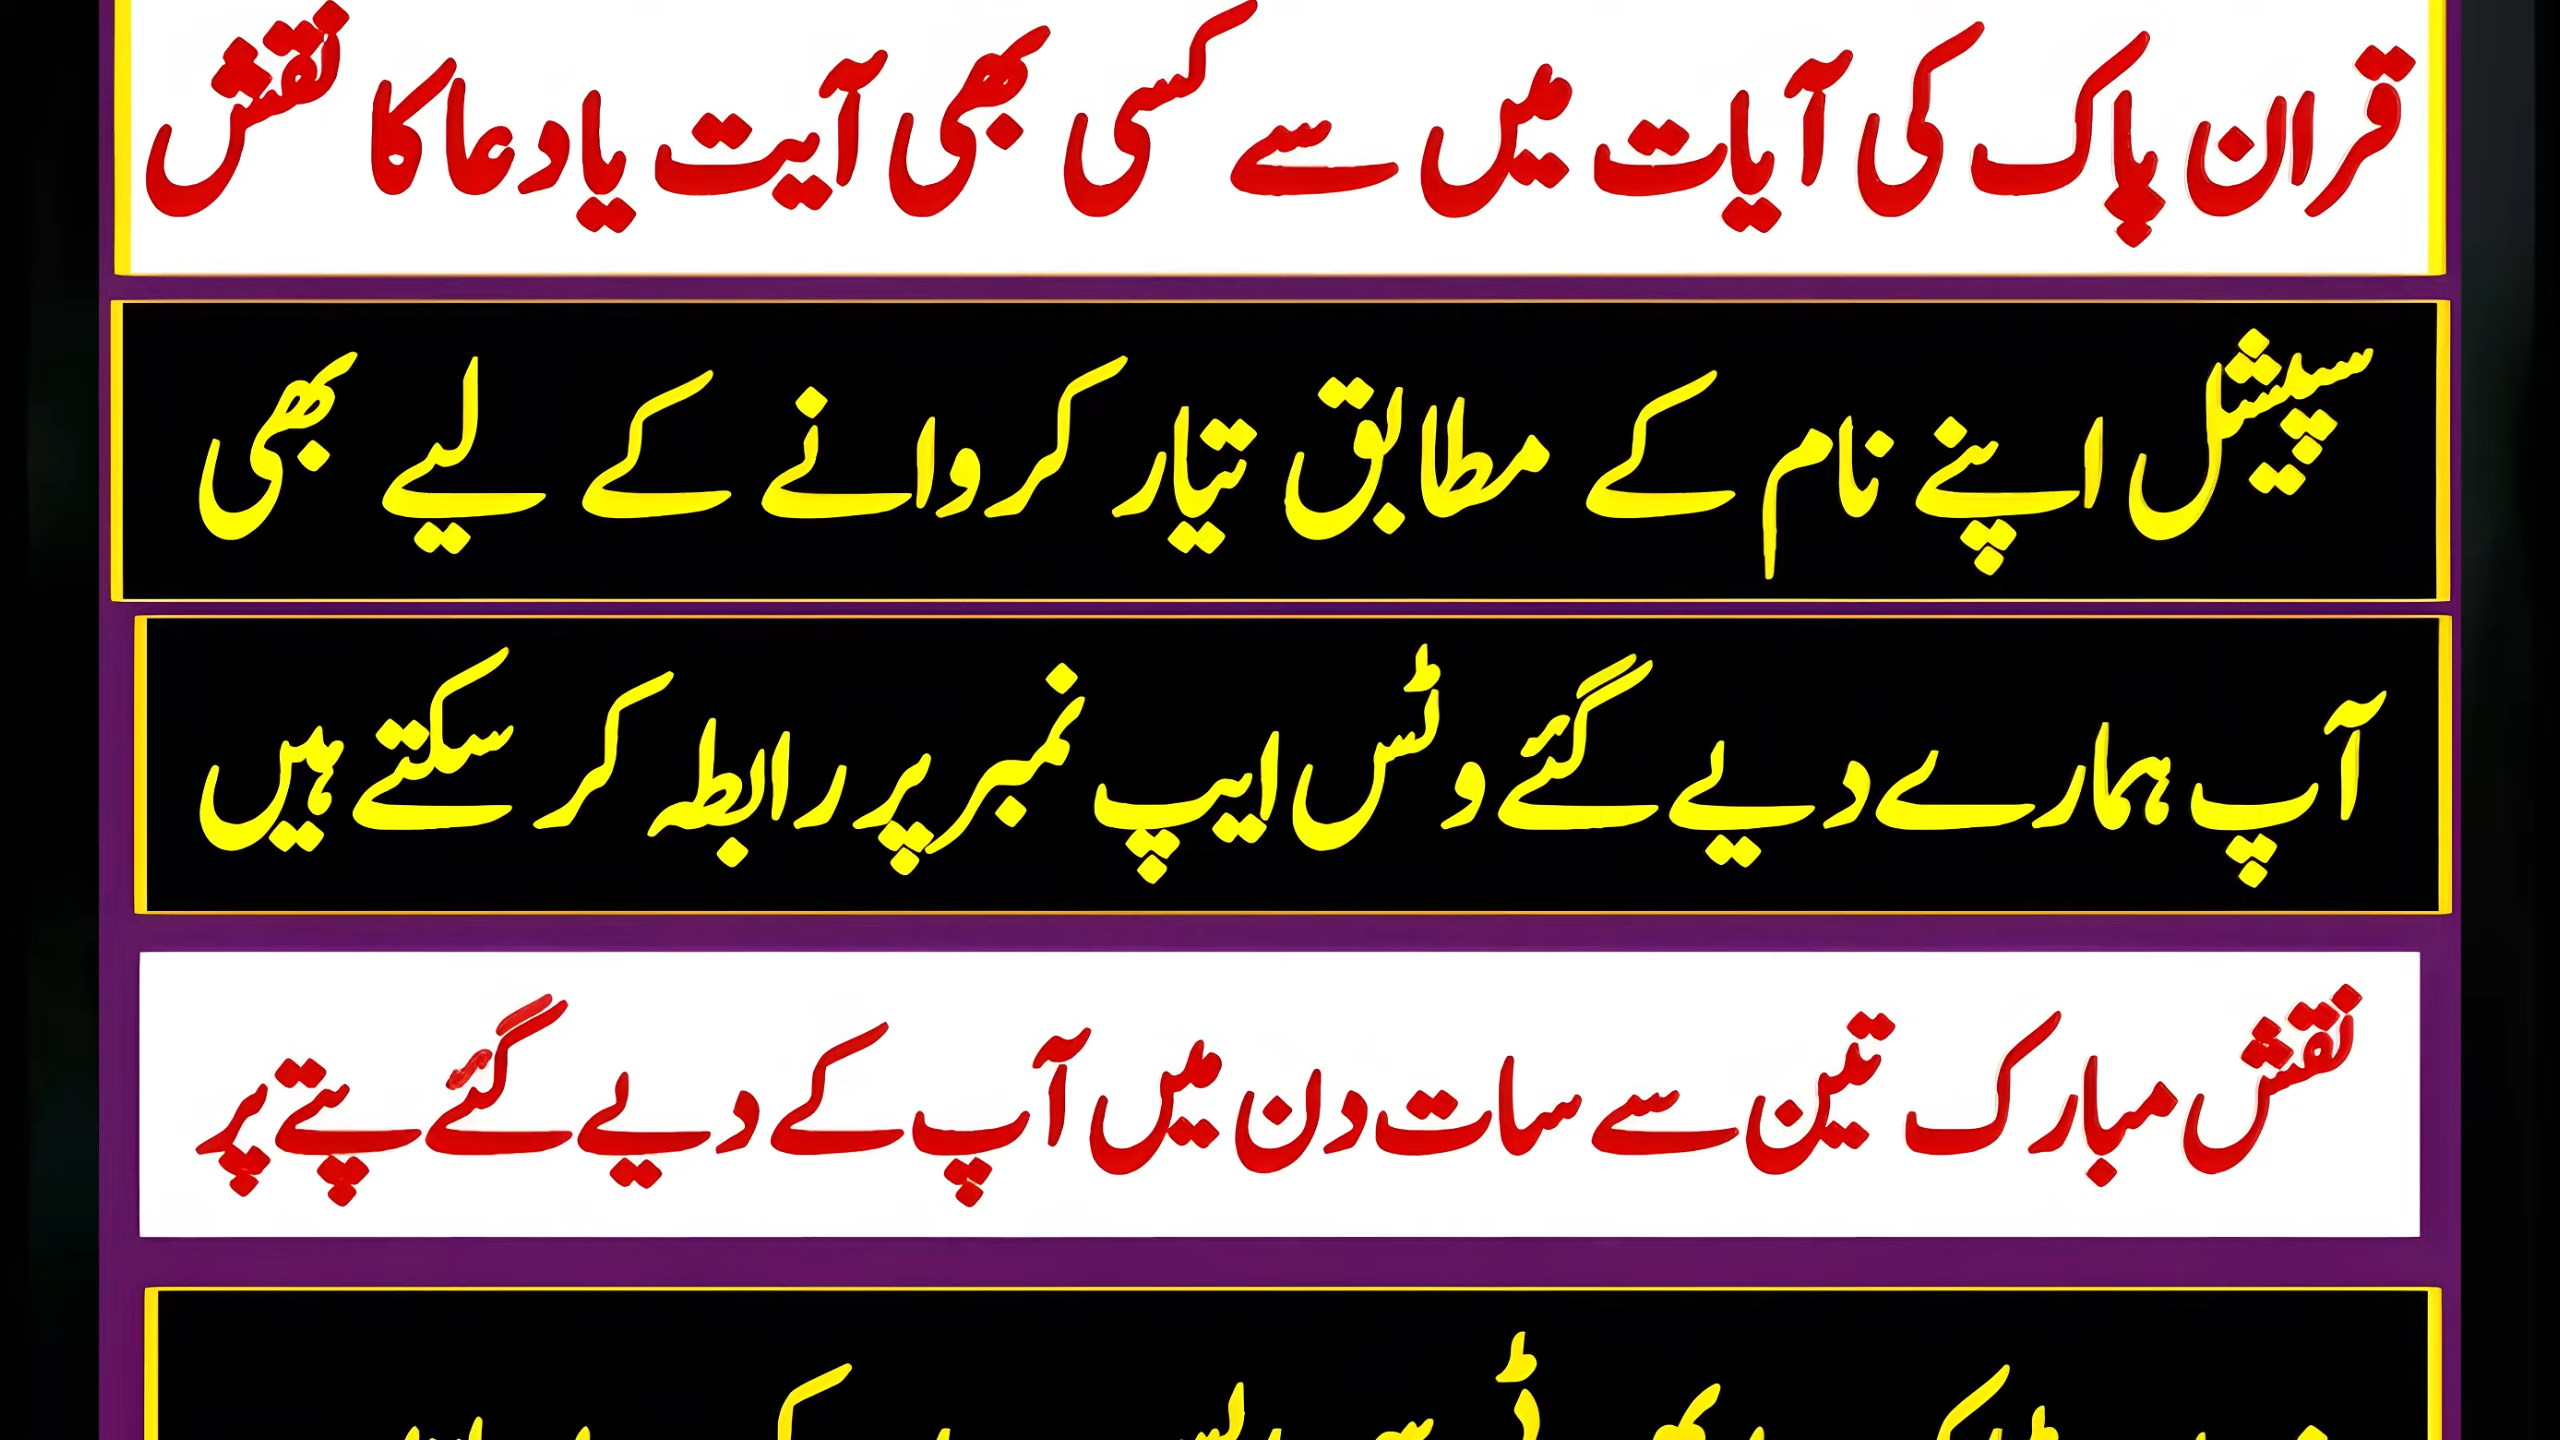 قران پاک کی آیات میں سے کسی بھی آیت یا دعا کا نقش
سپیشل اپنے نام کے مطابق تیار کروانے کے لیے بھی
آپ ہمارے دیے گئے وٹس ایپ نمبر پر رابطہ کر سکتے ہیں
نقش مبارک تین سے سات دن میں آپ کے دیے گئے پتے پر